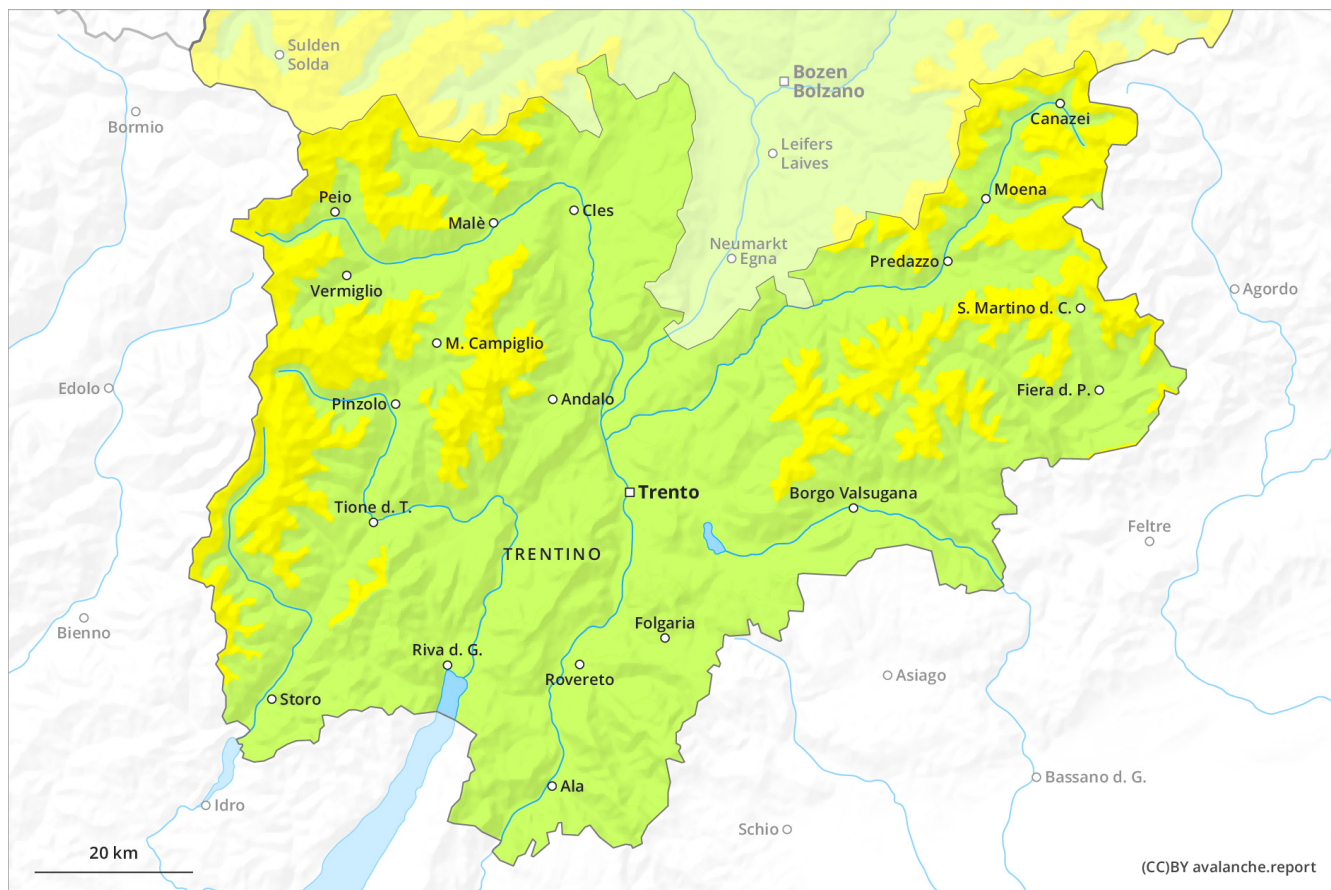 Sulden
Solda
Bozen
Bolzano
Bormio
Canazei
Leifers
Laives
Peio
Moena
Malè
Cles
Neumarkt
Egna
Predazzo
Vermiglio
Agordo
S. Martino d. C.
M. Campiglio
Edolo
Fiera d. P.
Pinzolo
Andalo
Trento
Borgo Valsugana
Tione d. T.
Feltre
TRENTINO
Bienno
Folgaria
Riva d. G.
Rovereto
Asiago
Storo
Bassano d. G.
Ala
Idro
Schio
20 km
(CC)BY avalanche.report